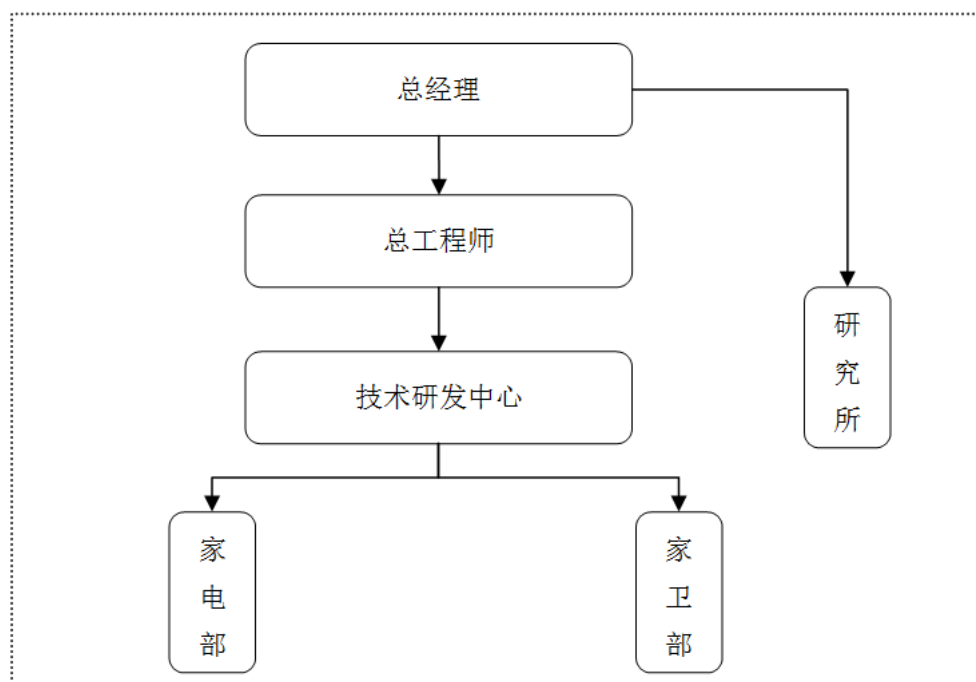 总经理
总工程师
技术研发中心
研究所
家电部
家卫部